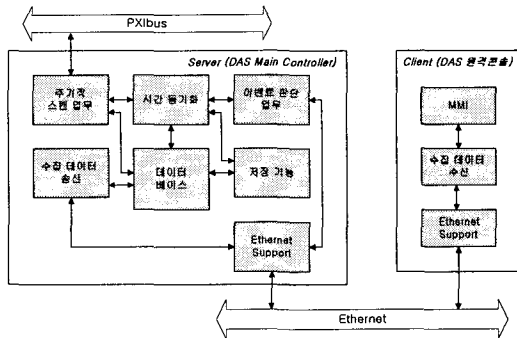 PXIbus
Server (DAS Main Controller)
주기적
스캔 업무
시간 동기화
이벤트 판단
업무
수집 데이터
송신
데이터
베이스
저장 기능
Ethernet
Support
Client (DAS 원격콘솔)
MMI
수집 데이터
수신
Ethernet
Support
Ethernet